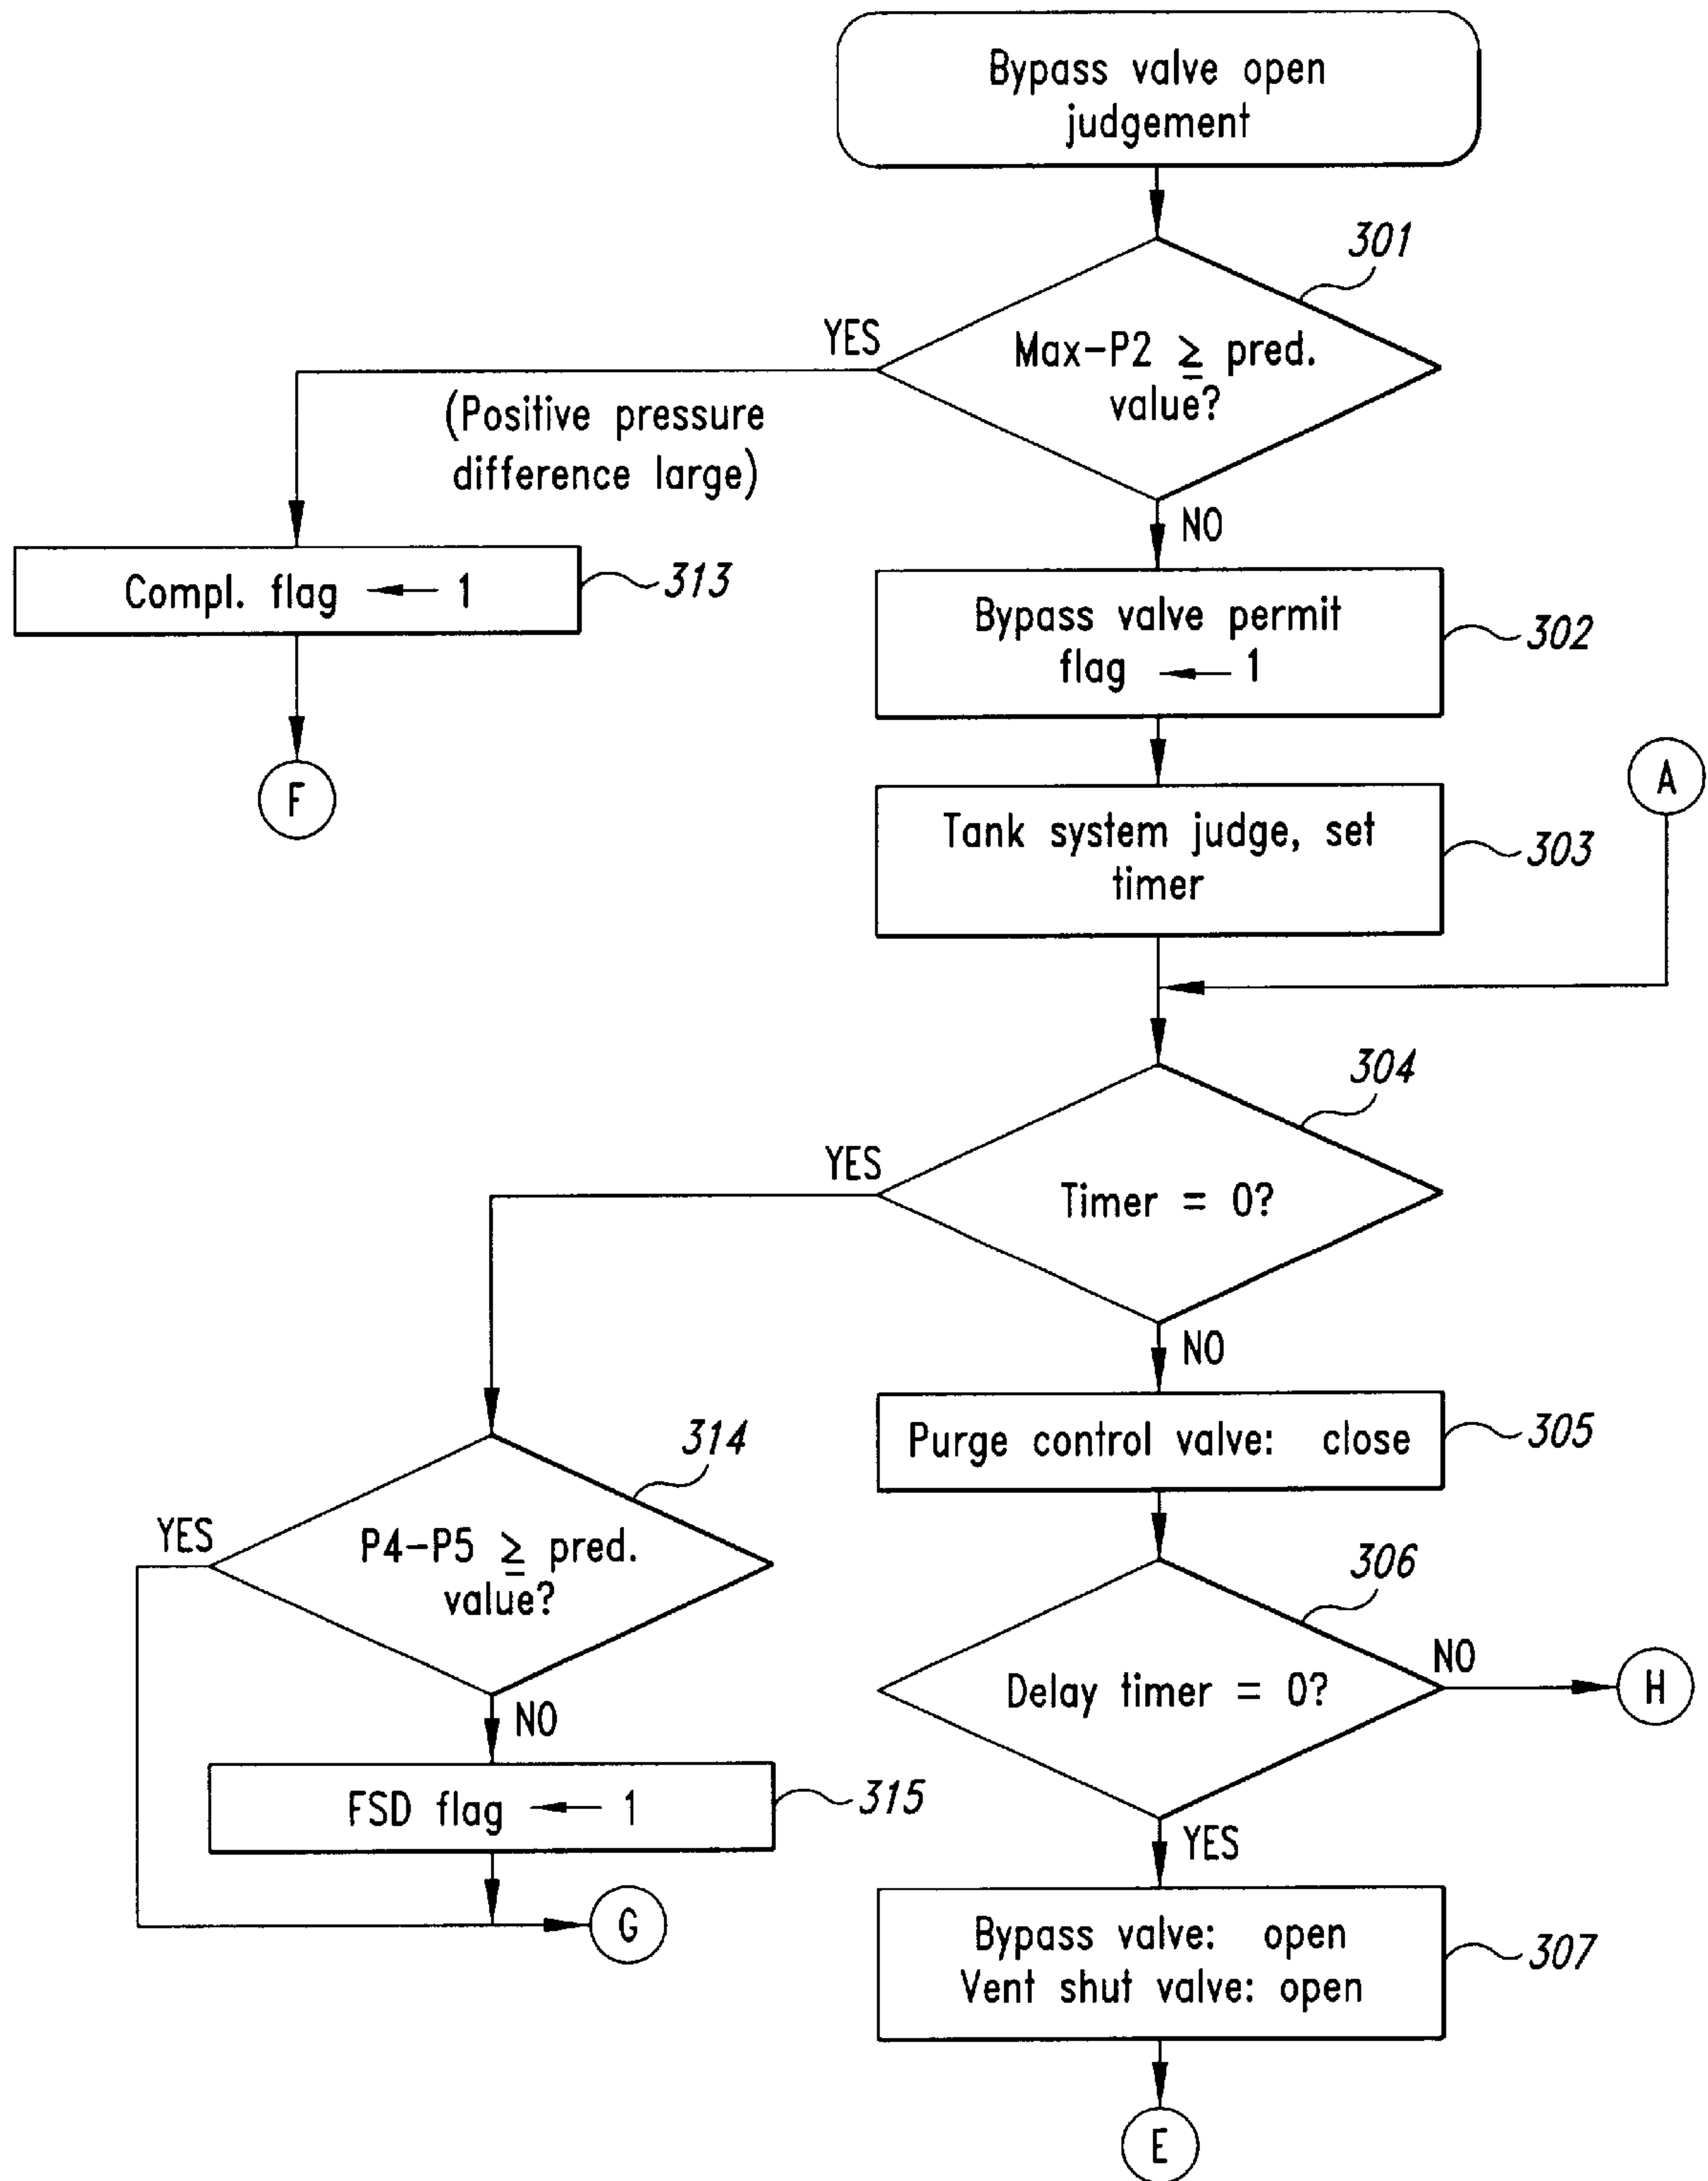 Bypass valve open
judgement
301
YES
Max-P2 ≧ pred.
value?
(Positive pressure
difference large)
NO
Compl. flag ← 1
313
Bypass valve permit
flag ← 1
302
F
A
Tank system judge, set
timer
303
304
YES
Timer = 0?
NO
314
Purge control valve: close
305
YES
P4-P5 ≧ pred.
value?
306
NO
Delay timer = 0?
H
NO
FSD flag ← 1
315
YES
G
Bypass valve: open
Vent shut valve: open
307
E